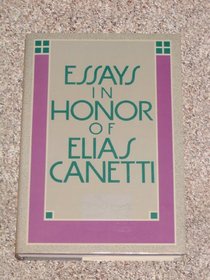 ESSAYS
IN
HONOR
OF
ELIAS
CANETTI